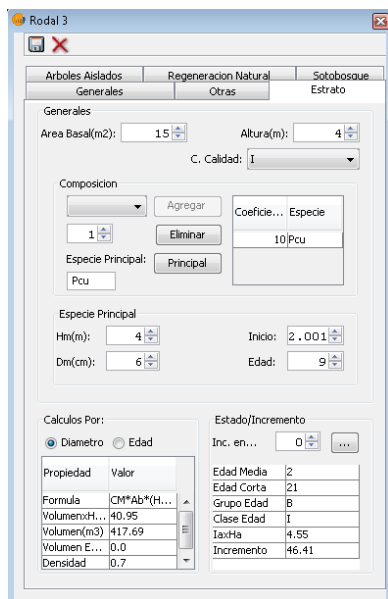 Rodal 3
Arboles Aislados Regeneracion Natural Sotobosque
Generales Otras Estrato
Generales
Area Basal(m2): 15 Altura(m): 4
C. Calidad: I
Composicion
Agregar
Coeficie... Especie
1 Eliminar
10 Pcu
Especie Principal: Principal
Pcu
Especie Principal
Hm(m): 4 Inicio: 2.001
Dm(cm): 6 Edad: 9
Calculos Por: Estado/Incremento
Diametro Edad Inc. en... 0 ...
Propiedad Valor
Formula CM*Ab*(H...
VolumenxH... 40.95
Volumen(m3) 417.69
Volumen E... 0.0
Densidad 0.7
Edad Media 2
Edad Corta 21
Grupo Edad B
Clase Edad I
IaxHa 4.55
Incremento 46.41